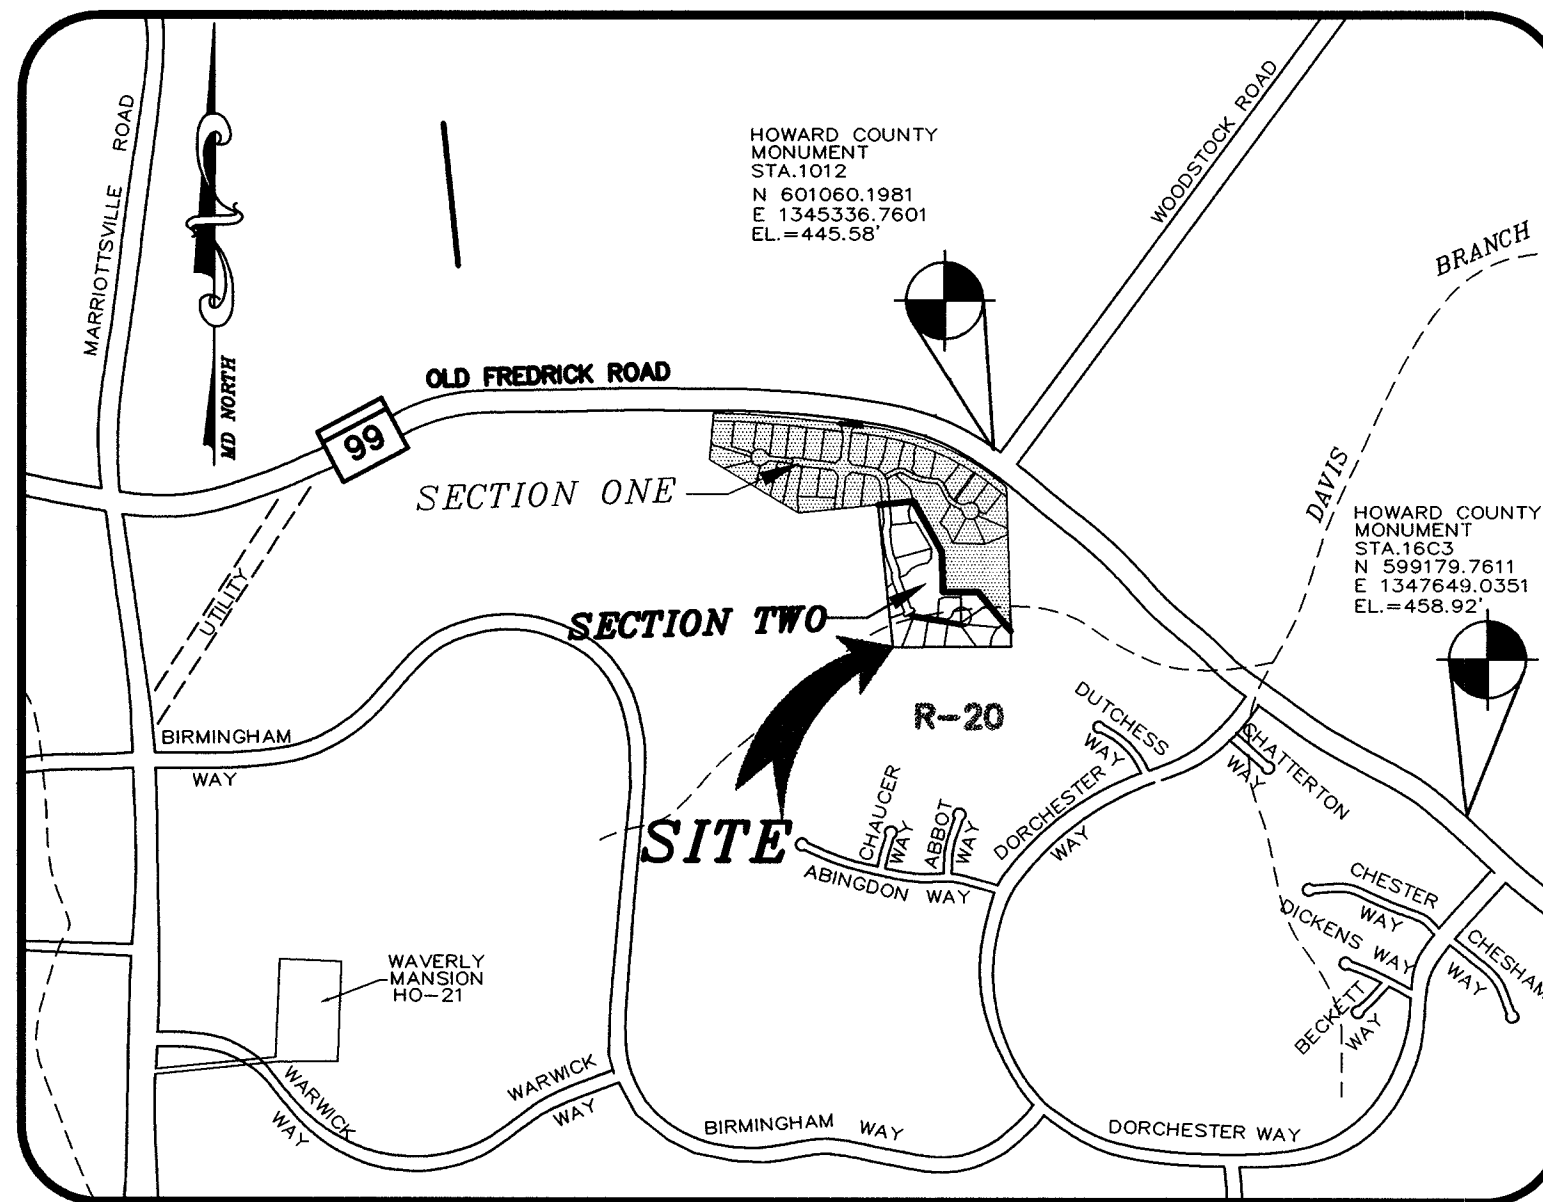 MARRIOTTSVILLE ROAD
MD NORTH
HOWARD COUNTY
MONUMENT
STA.1012
N 601060.1981
E 1345336.7601
EL.=445.58'
WOODSTOCK ROAD
BRANCH
DAVIS
OLD FREDRICK ROAD
99
SECTION ONE
HOWARD COUNTY
MONUMENT
STA.16C3
N 599179.7611
E 1347649.0351
EL.=458.92'
UTILITY
SECTION TWO
R-20
BIRMINGHAM
WAY
DUTCHESS
WAY
CHATTERTON
WAY
DORCHESTER
WAY
CHAUCER
WAY
ABBOT
WAY
SITE
ABINGDON WAY
CHESTER
WAY
DICKENS WAY
CHESHAM
WAY
BECKETT
WAY
WAVERLY
MANSION
HO-21
WARWICK
WAY
WARWICK
WAY
BIRMINGHAM WAY
DORCHESTER WAY